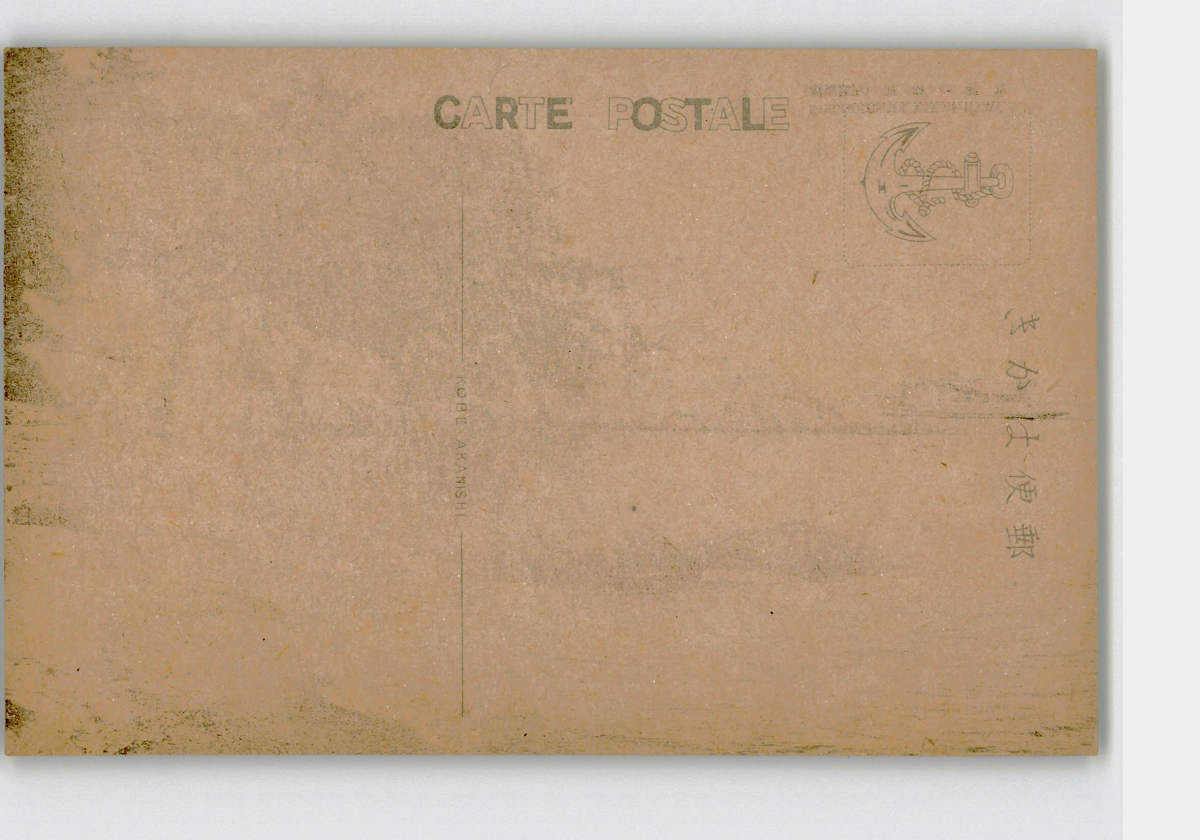 CARTE POSTALE
KOBE AKANISHI
郵便はかき